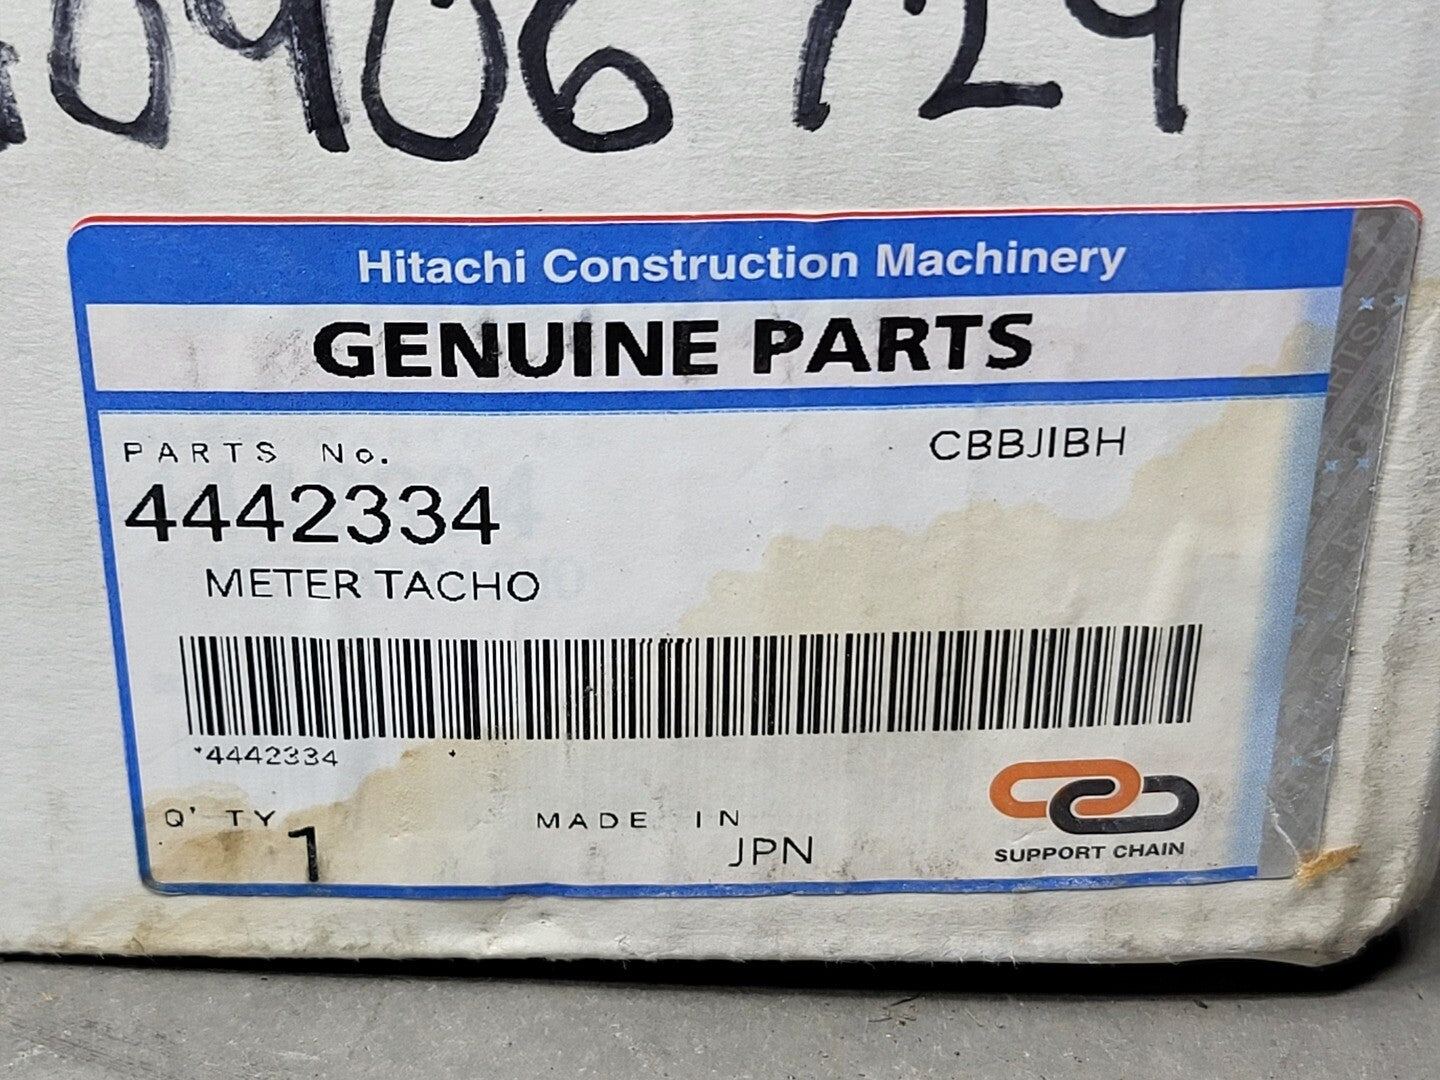 Hitachi Construction Machinery
GENUINE PARTS
PARTS No.
CBBJIBH
4442334
METER TACHO
*4442334 *
Q'TY 1
MADE IN JPN
SUPPORT CHAIN